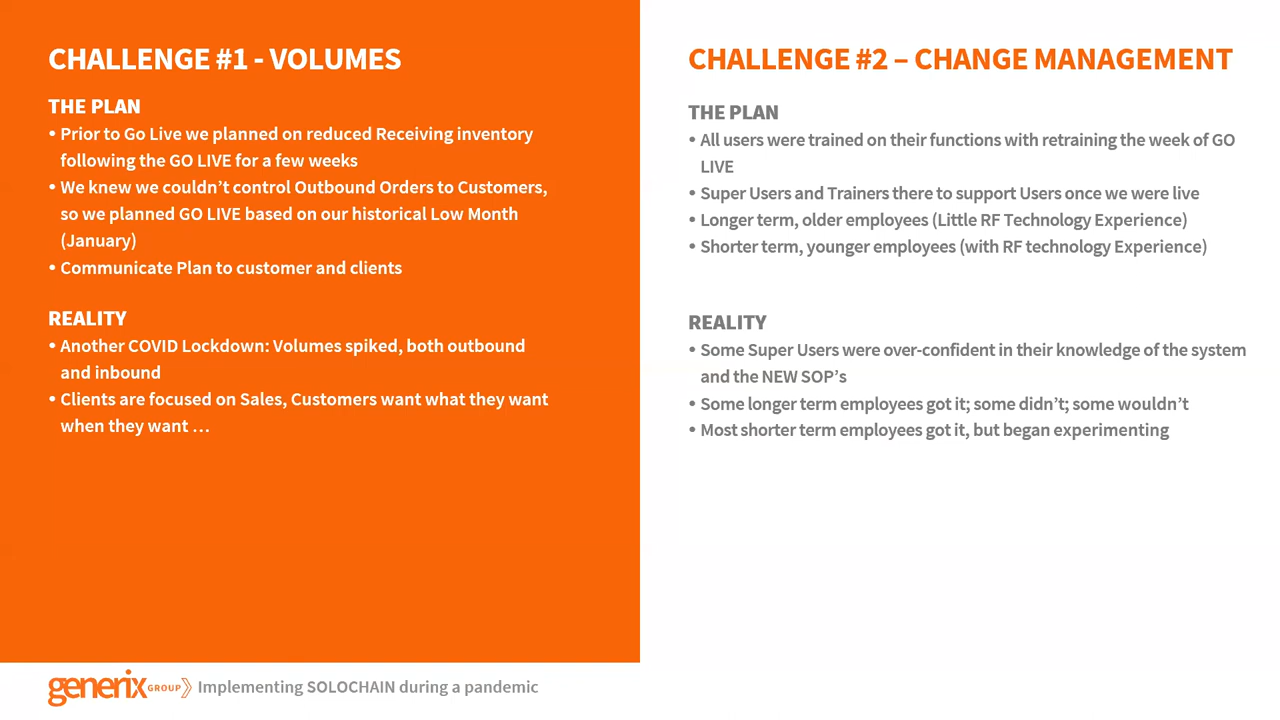 CHALLENGE #1 - VOLUMES
THE PLAN
• Prior to Go Live we planned on reduced Receiving inventory
following the GO LIVE for a few weeks
• We knew we couldn’t control Outbound Orders to Customers,
so we planned GO LIVE based on our historical Low Month
(January)
• Communicate Plan to customer and clients
REALITY
• Another COVID Lockdown: Volumes spiked, both outbound
and inbound
• Clients are focused on Sales, Customers want what they want
when they want …
CHALLENGE #2 – CHANGE MANAGEMENT
THE PLAN
• All users were trained on their functions with retraining the week of GO
LIVE
• Super Users and Trainers there to support Users once we were live
• Longer term, older employees (Little RF Technology Experience)
• Shorter term, younger employees (with RF technology Experience)
REALITY
• Some Super Users were over-confident in their knowledge of the system
and the NEW SOP’s
• Some longer term employees got it; some didn’t; some wouldn’t
• Most shorter term employees got it, but began experimenting
generix GROUP Implementing SOLOCHAIN during a pandemic